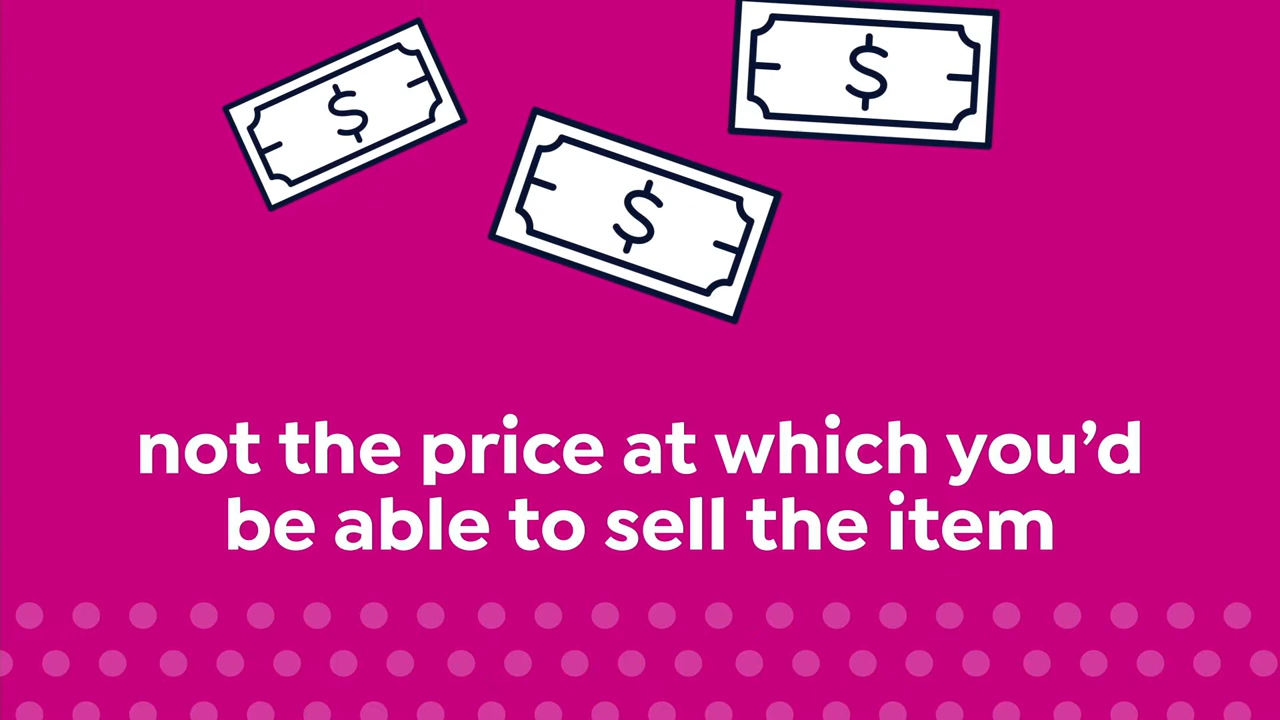 $
$
$
not the price at which you’d
be able to sell the item